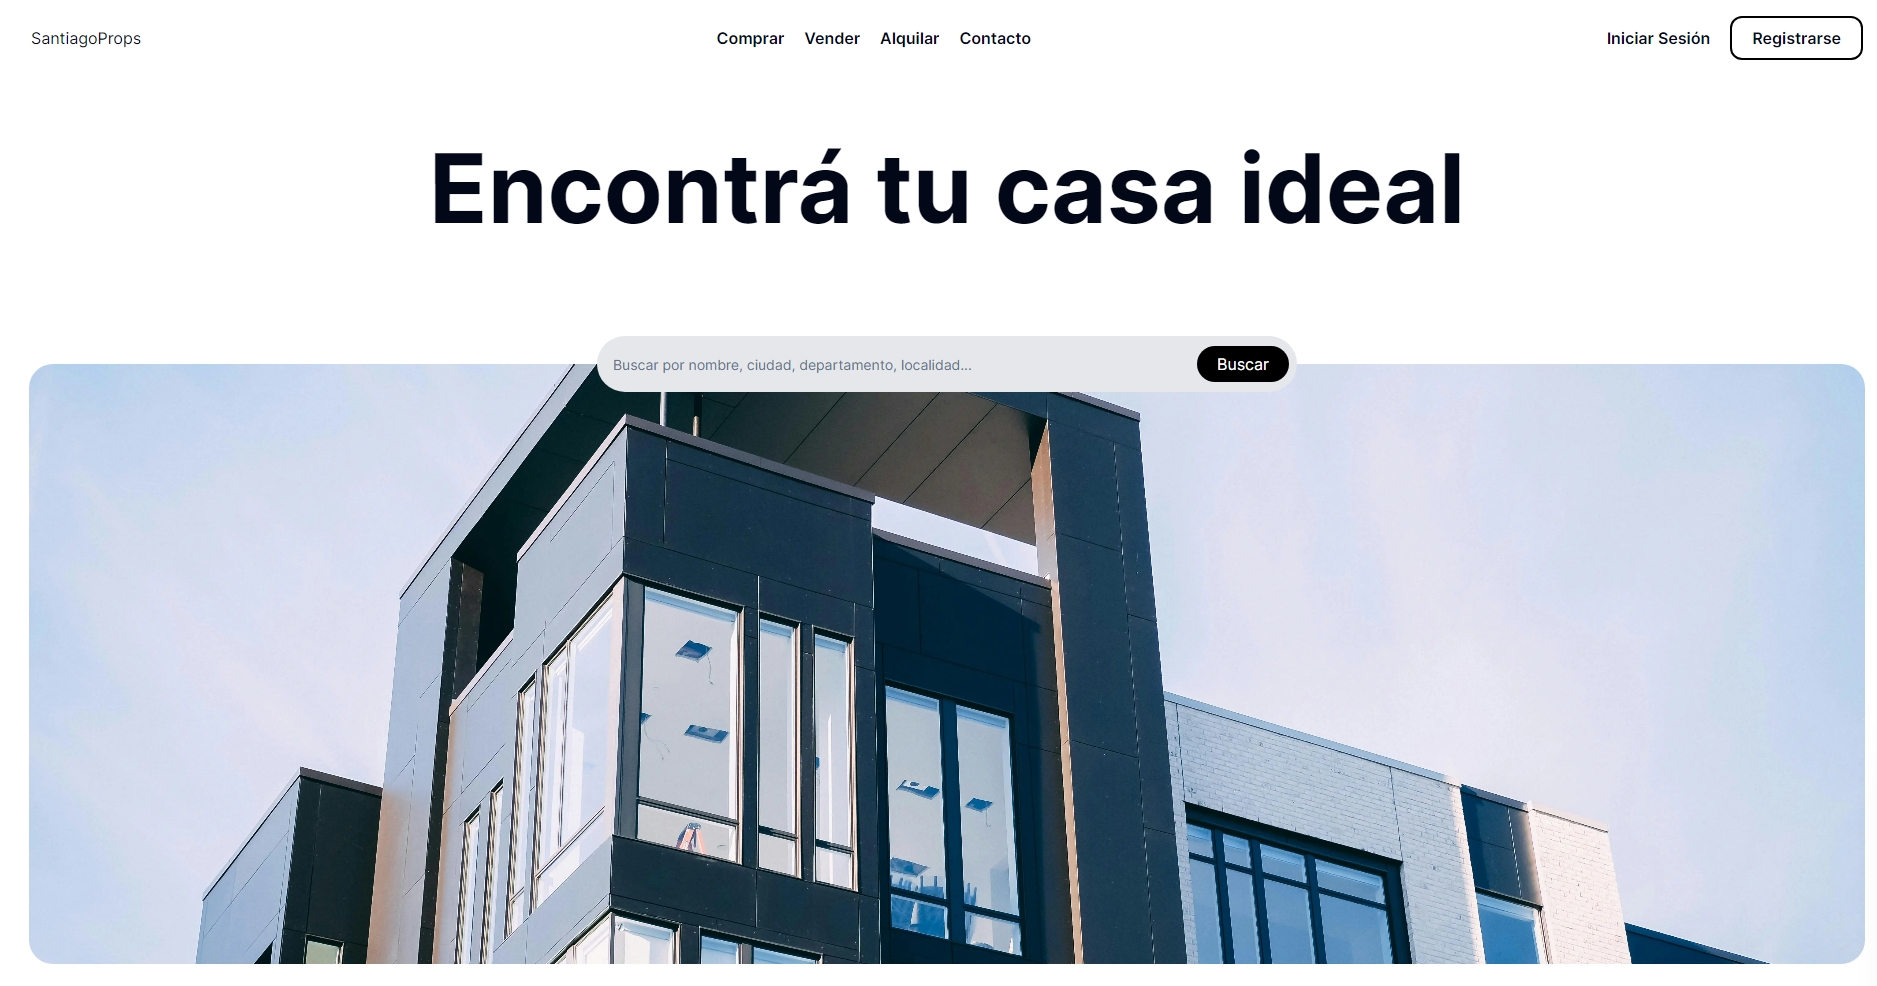 SantiagoProps
Comprar Vender Alquilar Contacto
Iniciar Sesión
Registrarse
Encontrá tu casa ideal
Buscar por nombre, ciudad, departamento, localidad...
Buscar